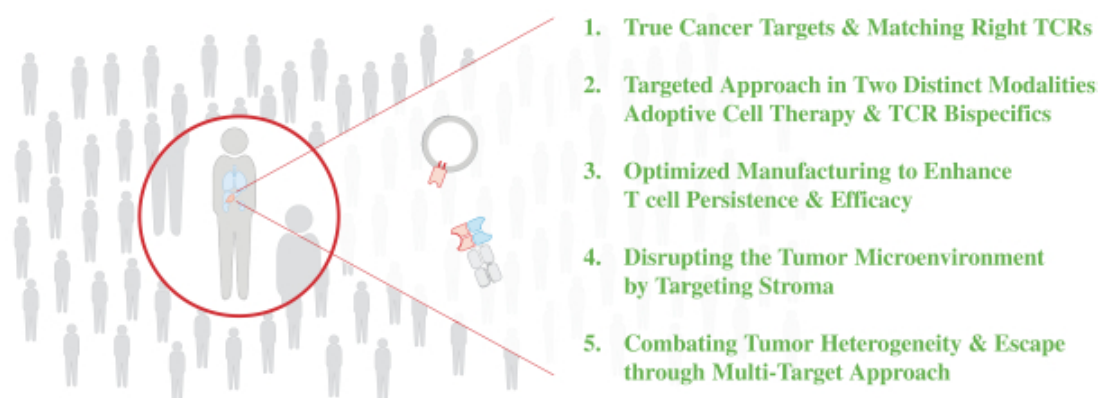 1. True Cancer Targets & Matching Right TCRs
2. Targeted Approach in Two Distinct Modalities
Adoptive Cell Therapy & TCR Bispecifics
3. Optimized Manufacturing to Enhance
T cell Persistence & Efficacy
4. Disrupting the Tumor Microenvironment
by Targeting Stroma
5. Combating Tumor Heterogeneity & Escape
through Multi-Target Approach